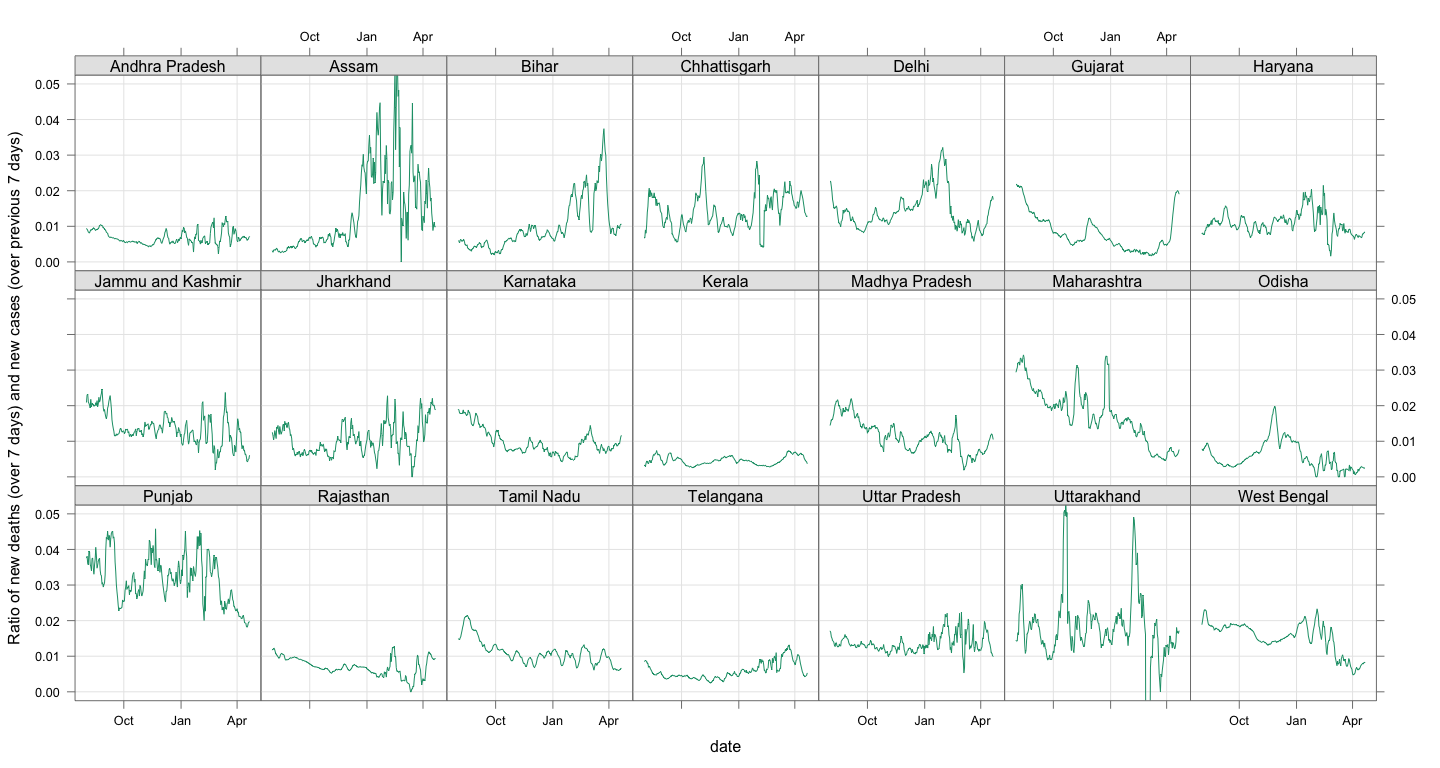 Oct Jan Apr Oct Jan Apr Oct Jan Apr
Andhra Pradesh Assam Bihar Chhattisgarh Delhi Gujarat Haryana
0.05
0.04
0.03
0.02
0.01
0.00
Jammu and Kashmir Jharkhand Karnataka Kerala Madhya Pradesh Maharashtra Odisha
0.05
0.04
0.03
0.02
0.01
0.00
Punjab Rajasthan Tamil Nadu Telangana Uttar Pradesh Uttarakhand West Bengal
0.05
0.04
0.03
0.02
0.01
0.00
Oct Jan Apr Oct Jan Apr Oct Jan Apr Oct Jan Apr
date
Ratio of new deaths (over 7 days) and new cases (over previous 7 days)